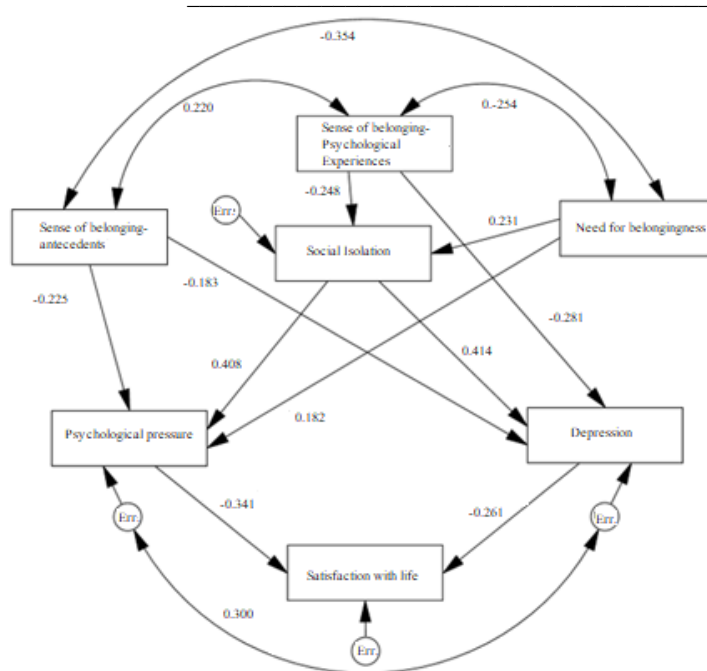 -0.354
0.220
0.-254
Sense of belonging-
Psychological
Experiences
-0.248
Err.
Sense of belonging-
antecedents
0.231
Need for belongingness
Social Isolation
-0.225
-0.183
-0.281
0.408
0.414
Psychological pressure
0.182
Depression
-0.341
-0.261
Err.
Err.
Satisfaction with life
0.300
Err.